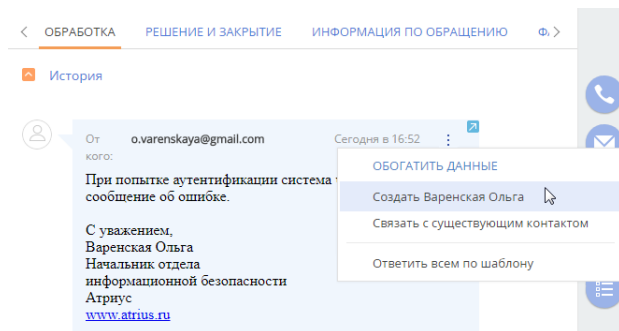 ОБРАБОТКА РЕШЕНИЕ И ЗАКРЫТИЕ ИНФОРМАЦИЯ ПО ОБРАЩЕНИЮ
История
От кого: o.varenskaya@gmail.com Сегодня в 16:52
При попытке аутентификации система
сообщение об ошибке.
С уважением,
Варенская Ольга
Начальник отдела
информационной безопасности
Атриус
www.atrius.ru
ОБОГАТИТЬ ДАННЫЕ
Создать Варенская Ольга
Связать с существующим контактом
Ответить всем по шаблону